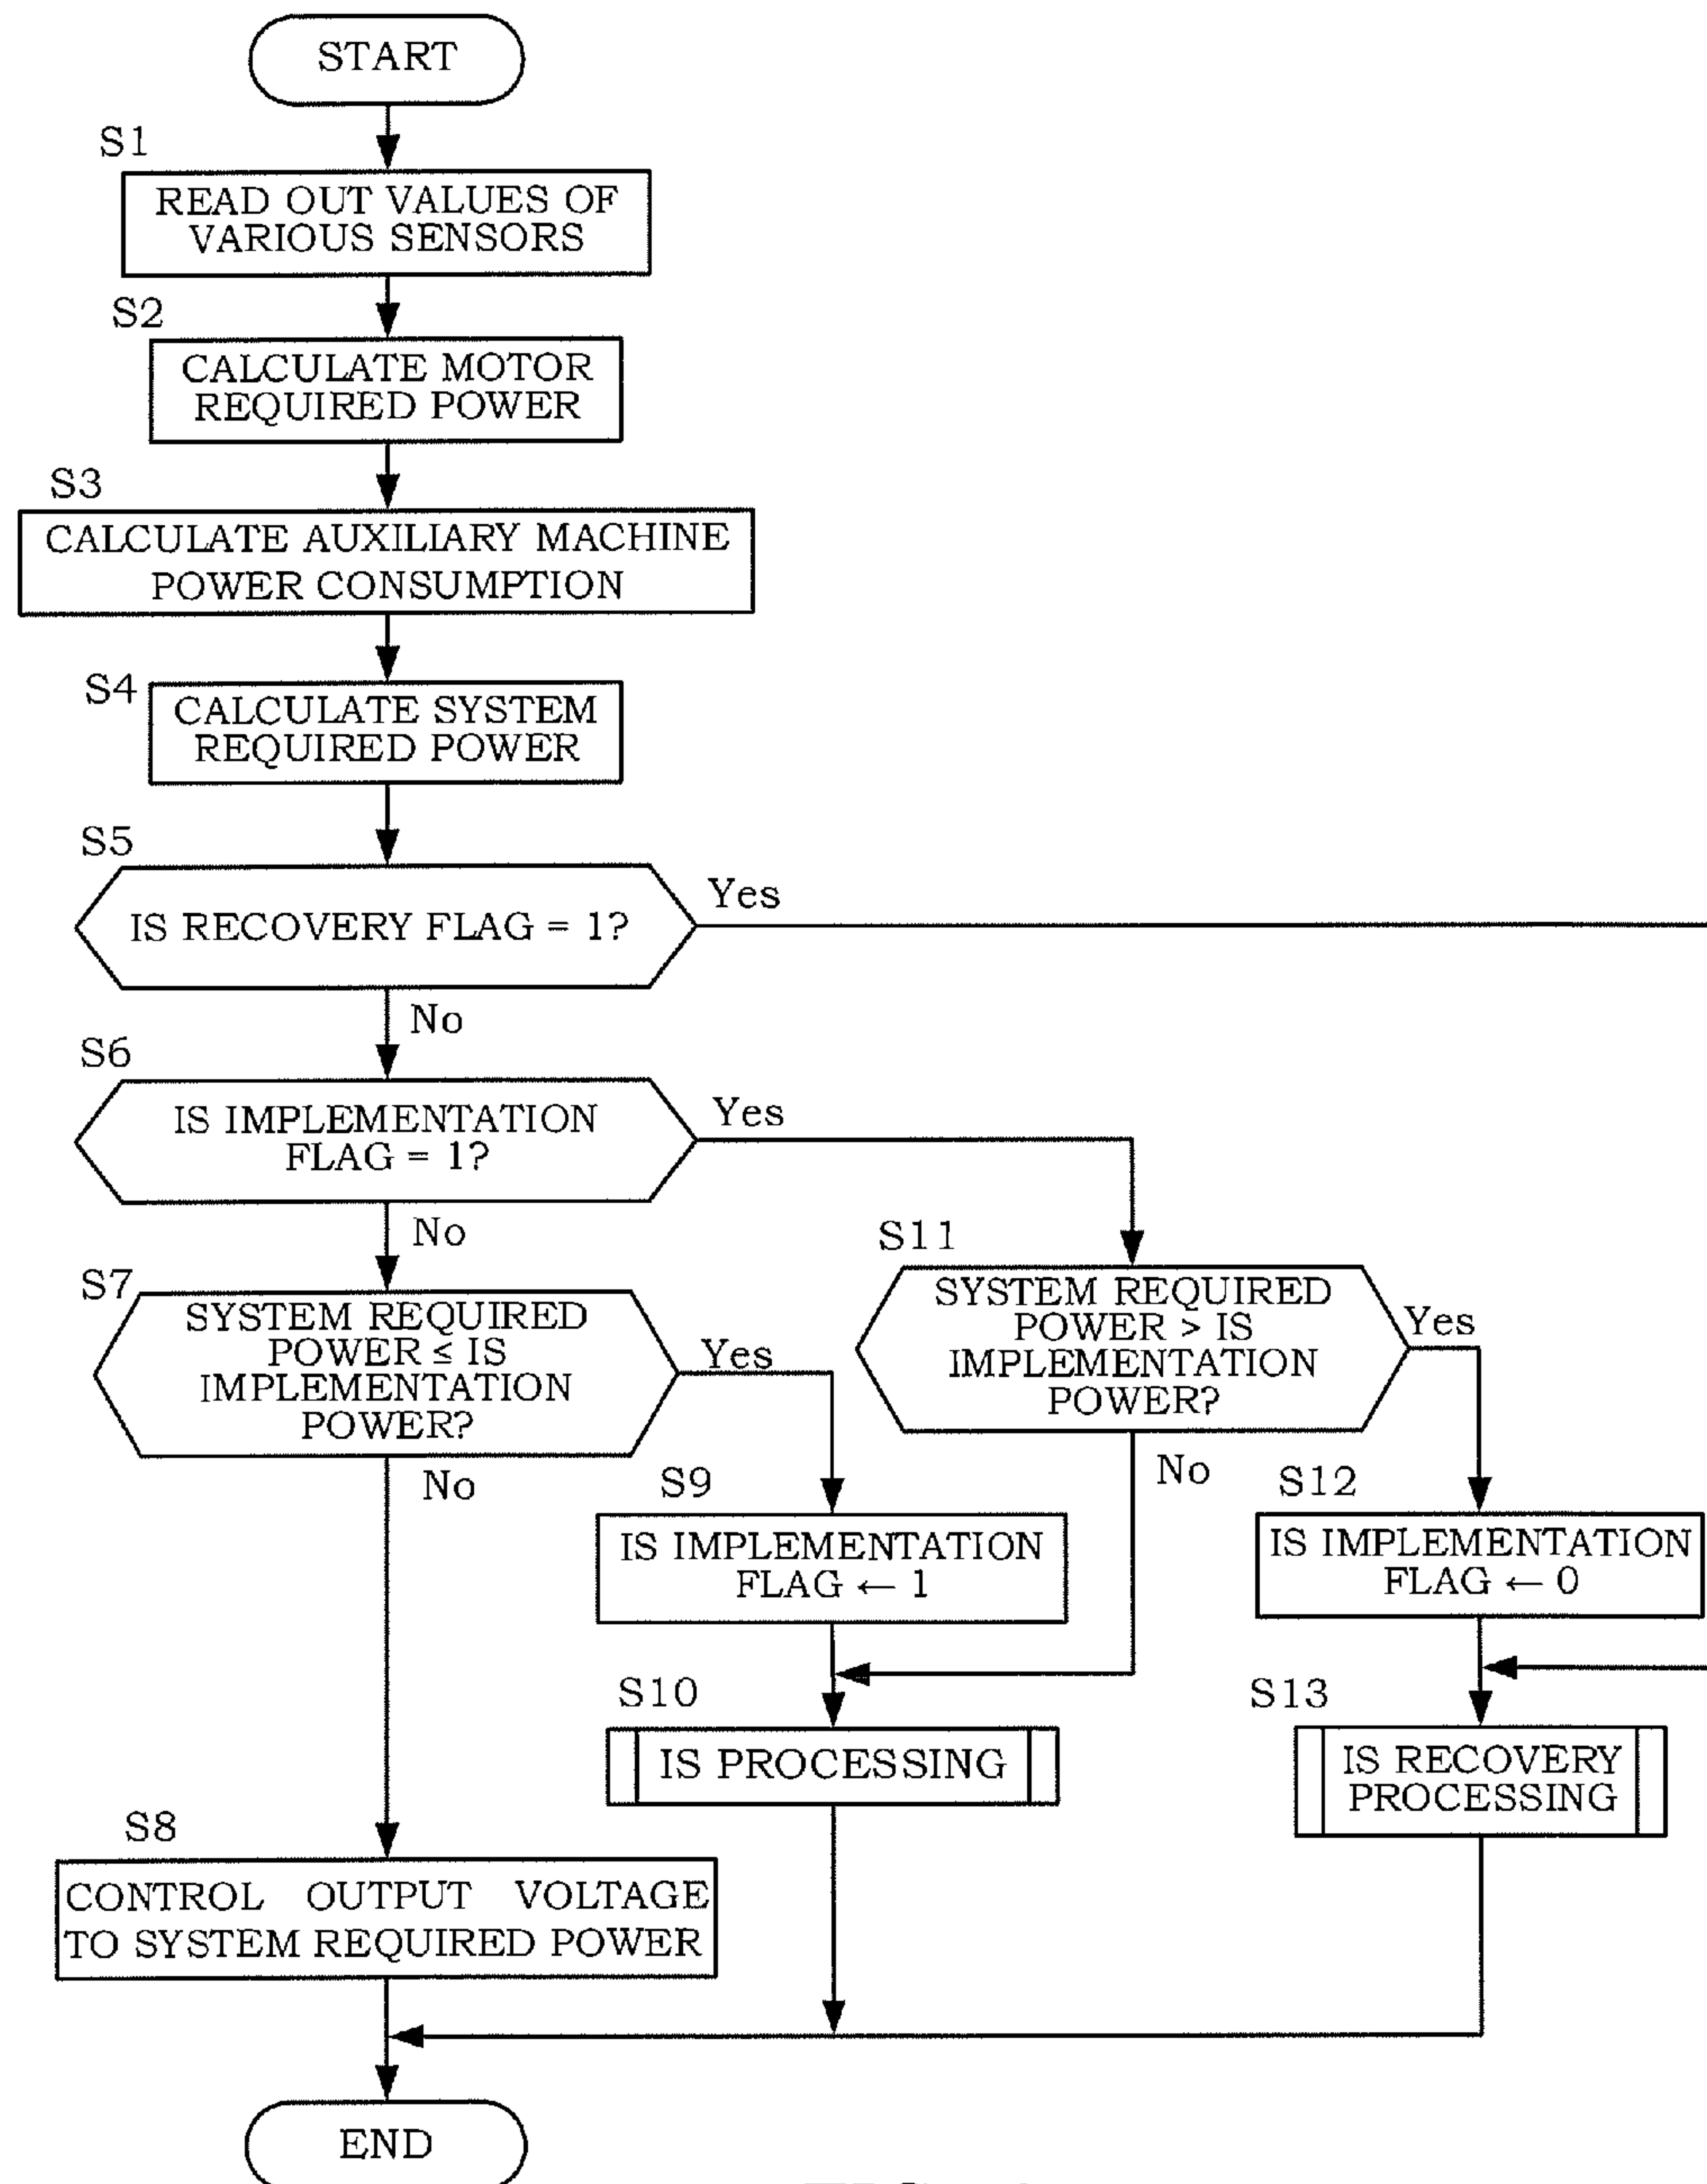 START
S1
READ OUT VALUES OF
VARIOUS SENSORS
S2
CALCULATE MOTOR
REQUIRED POWER
S3
CALCULATE AUXILIARY MACHINE
POWER CONSUMPTION
S4
CALCULATE SYSTEM
REQUIRED POWER
S5
IS RECOVERY FLAG = 1?
Yes
No
S6
IS IMPLEMENTATION
FLAG = 1?
Yes
No
S7
SYSTEM REQUIRED
POWER ≤ IS
IMPLEMENTATION
POWER?
Yes
No
S11
SYSTEM REQUIRED
POWER > IS
IMPLEMENTATION
POWER?
Yes
No
S9
IS IMPLEMENTATION
FLAG ← 1
S12
IS IMPLEMENTATION
FLAG ← 0
S10
IS PROCESSING
S13
IS RECOVERY
PROCESSING
S8
CONTROL OUTPUT VOLTAGE
TO SYSTEM REQUIRED POWER
END